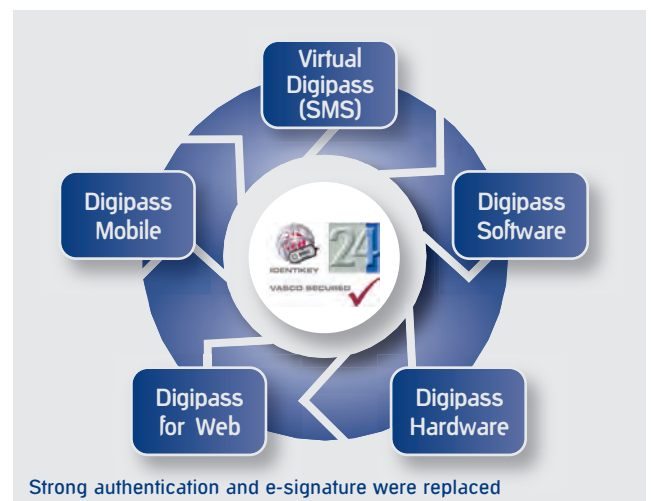 Virtual
Digipass
(SMS)
Digipass
Mobile
Digipass
Software
24
IDENTIKEY
VASCO SECURED
Digipass
for Web
Digipass
Hardware
Strong authentication and e-signature were replaced